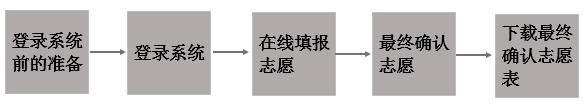 登录系统
前的准备
登录系统
在线填报
志愿
最终确认
志愿
下载最终
确认志愿
表